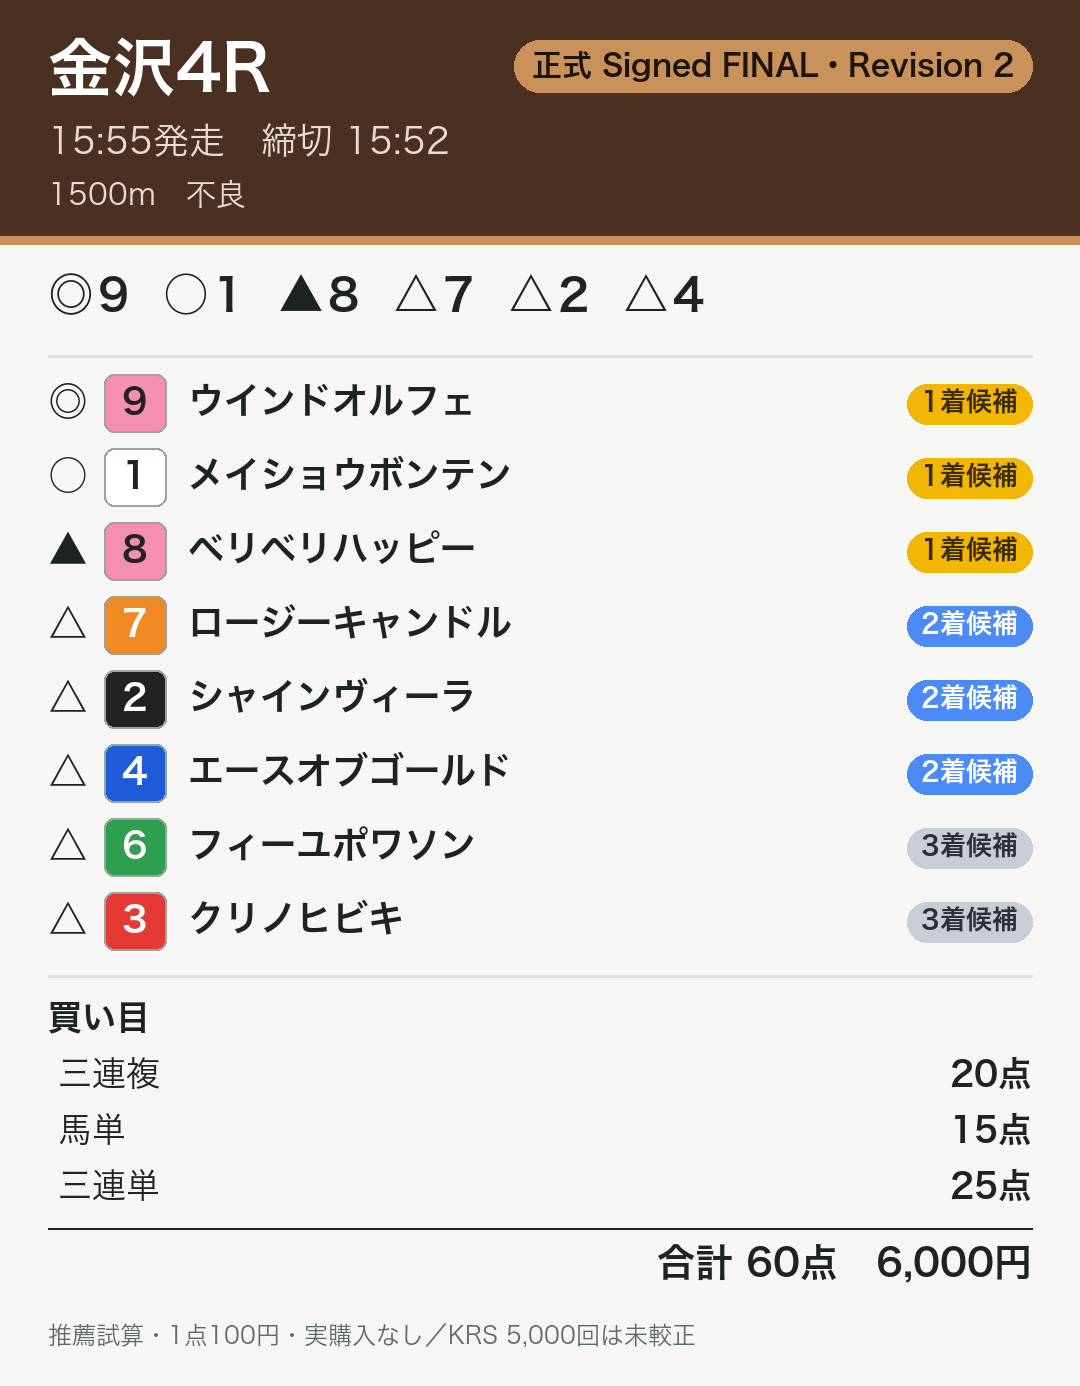 金沢4R
正式 Signed FINAL・Revision 2
15:55発走　締切 15:52
1500m　不良
◎9 ○1 ▲8 △7 △2 △4
◎ 9 ウインドオルフェ 1着候補
○ 1 メイショウボンテン 1着候補
▲ 8 ベリベリハッピー 1着候補
△ 7 ロージーキャンドル 2着候補
△ 2 シャインヴィーラ 2着候補
△ 4 エースオブゴールド 2着候補
△ 6 フィーユポワソン 3着候補
△ 3 クリノヒビキ 3着候補
買い目
三連複 20点
馬単 15点
三連単 25点
合計 60点　6,000円
推薦試算・1点100円・実購入なし／KRS 5,000回は未較正